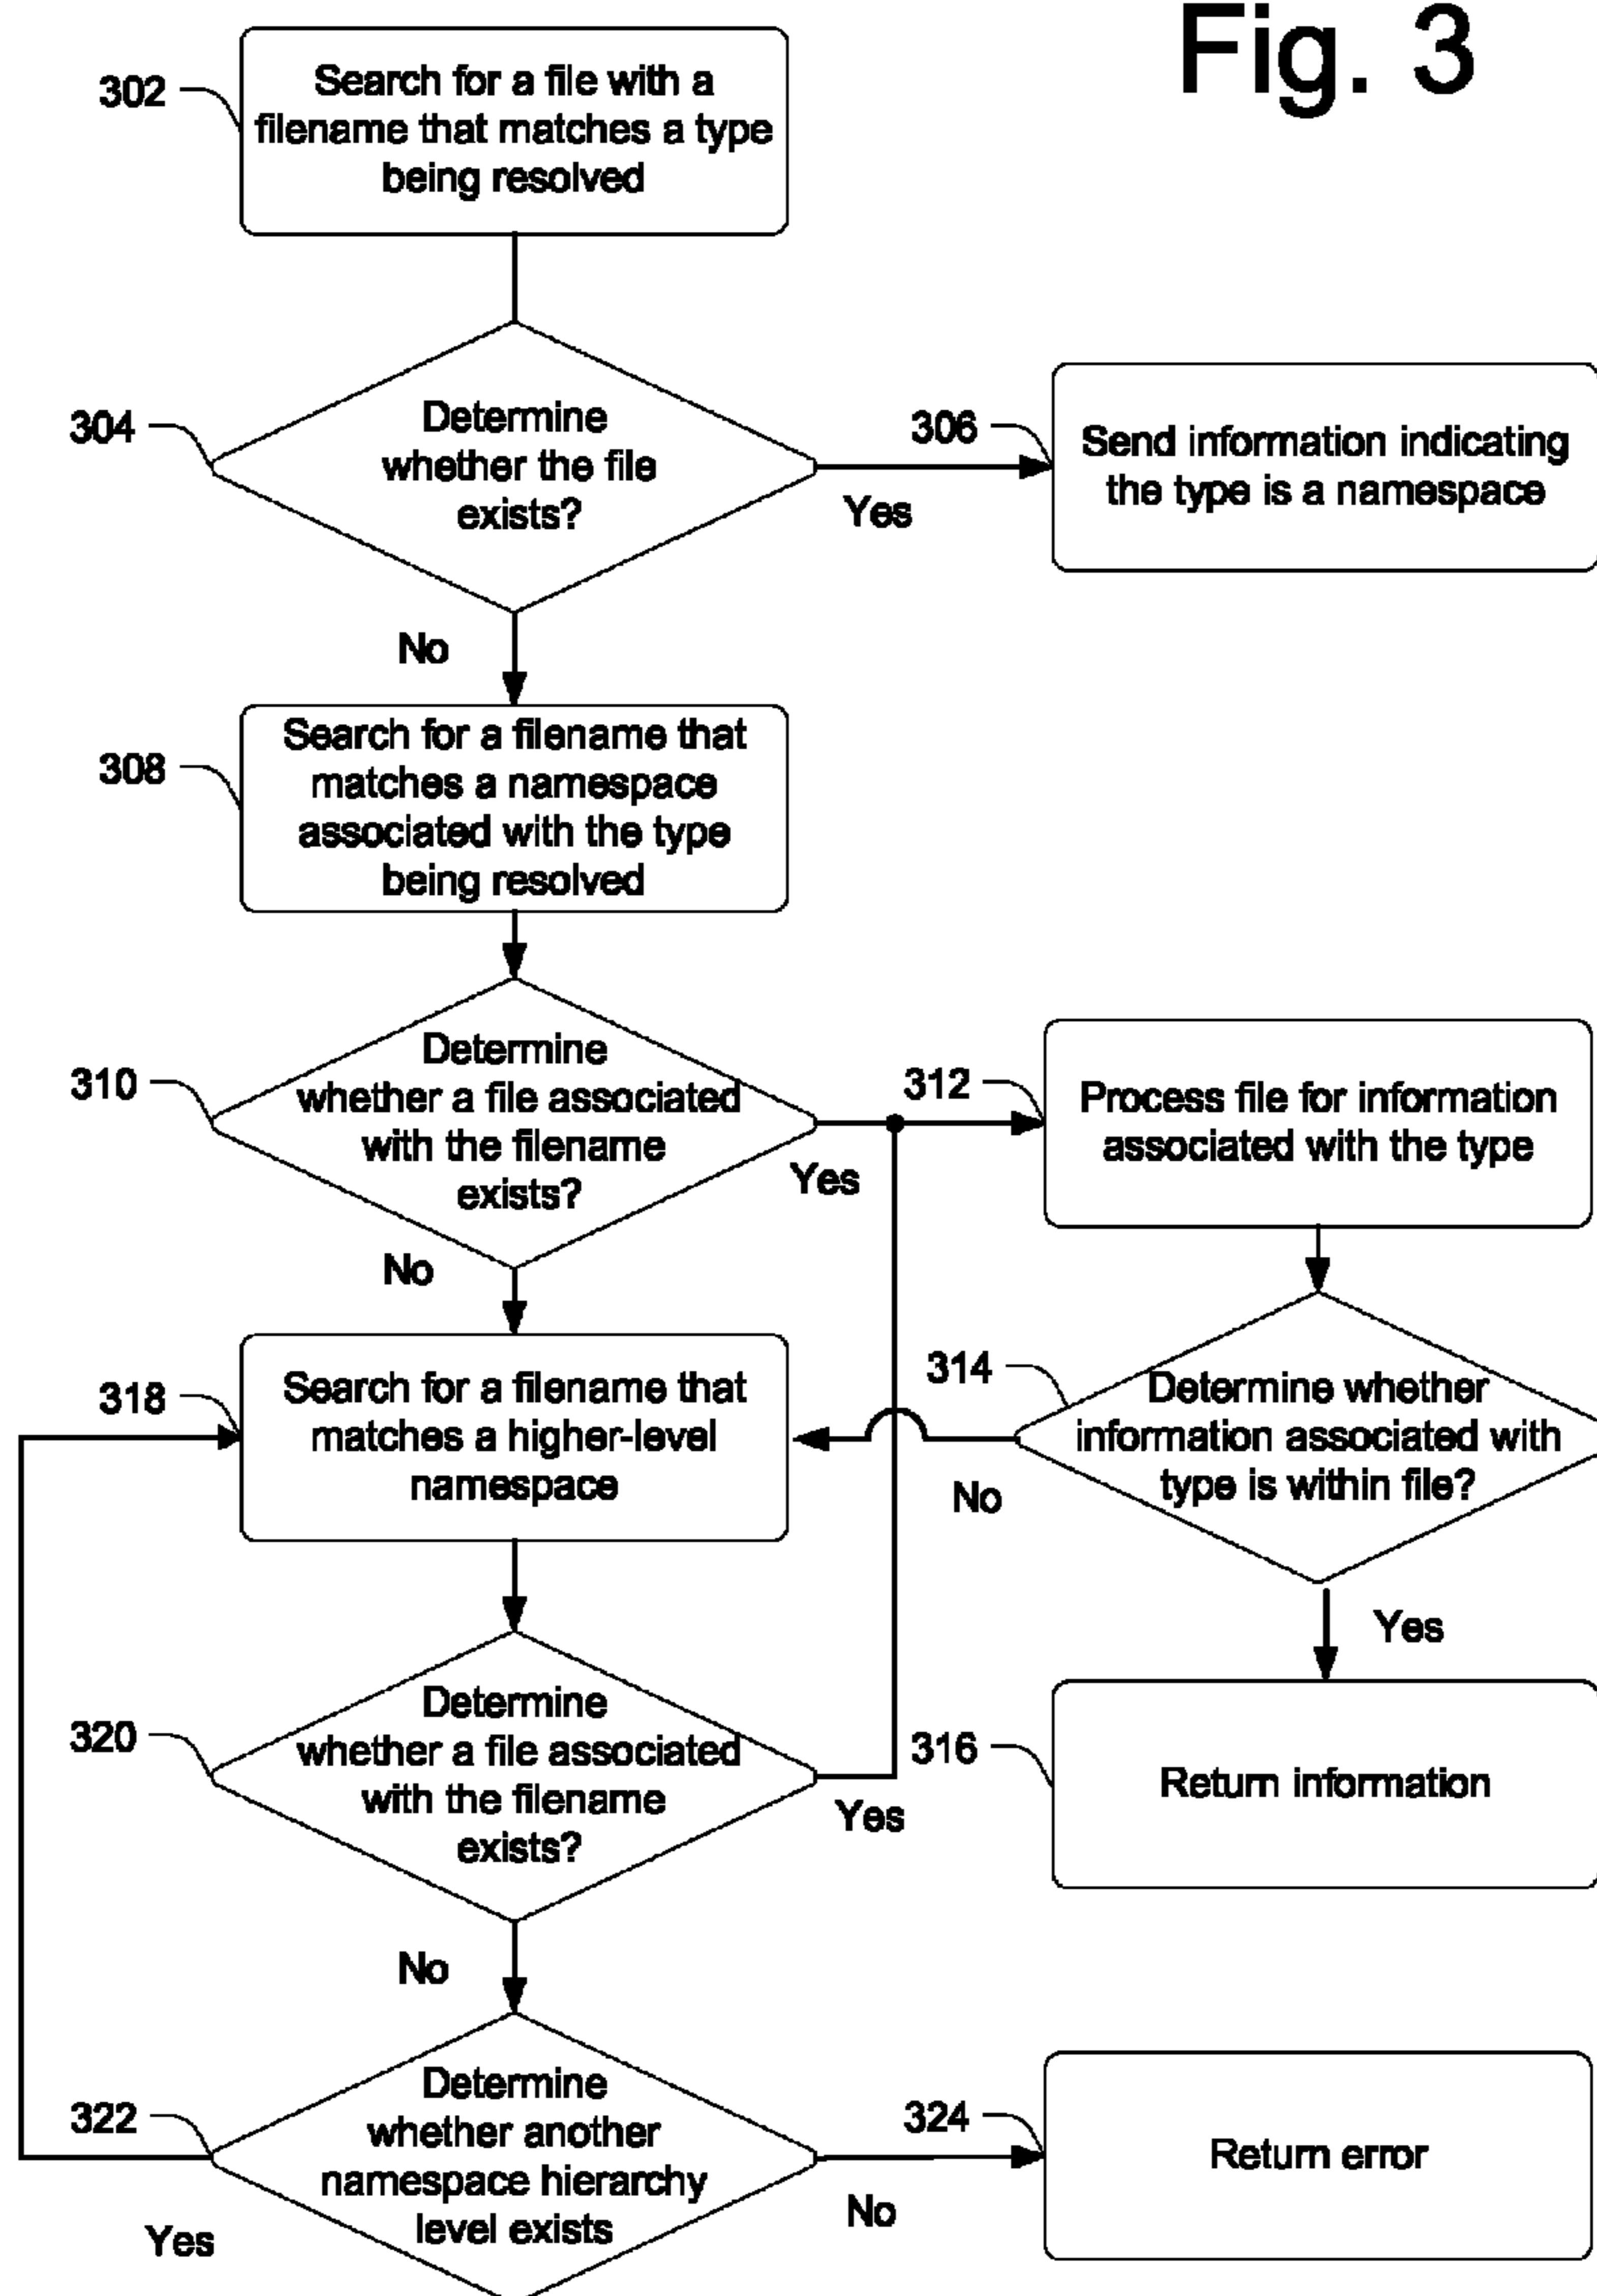 Fig. 3
302
Search for a file with a
filename that matches a type
being resolved
304
Determine
whether the file
exists?
Yes
306
Send information indicating
the type is a namespace
No
308
Search for a filename that
matches a namespace
associated with the type
being resolved
310
Determine
whether a file associated
with the filename
exists?
Yes
312
Process file for information
associated with the type
No
314
Determine whether
information associated with
type is within file?
No
Yes
318
Search for a filename that
matches a higher-level
namespace
316
Return information
320
Determine
whether a file associated
with the filename
exists?
Yes
No
322
Determine
whether another
namespace hierarchy
level exists
Yes
No
324
Return error